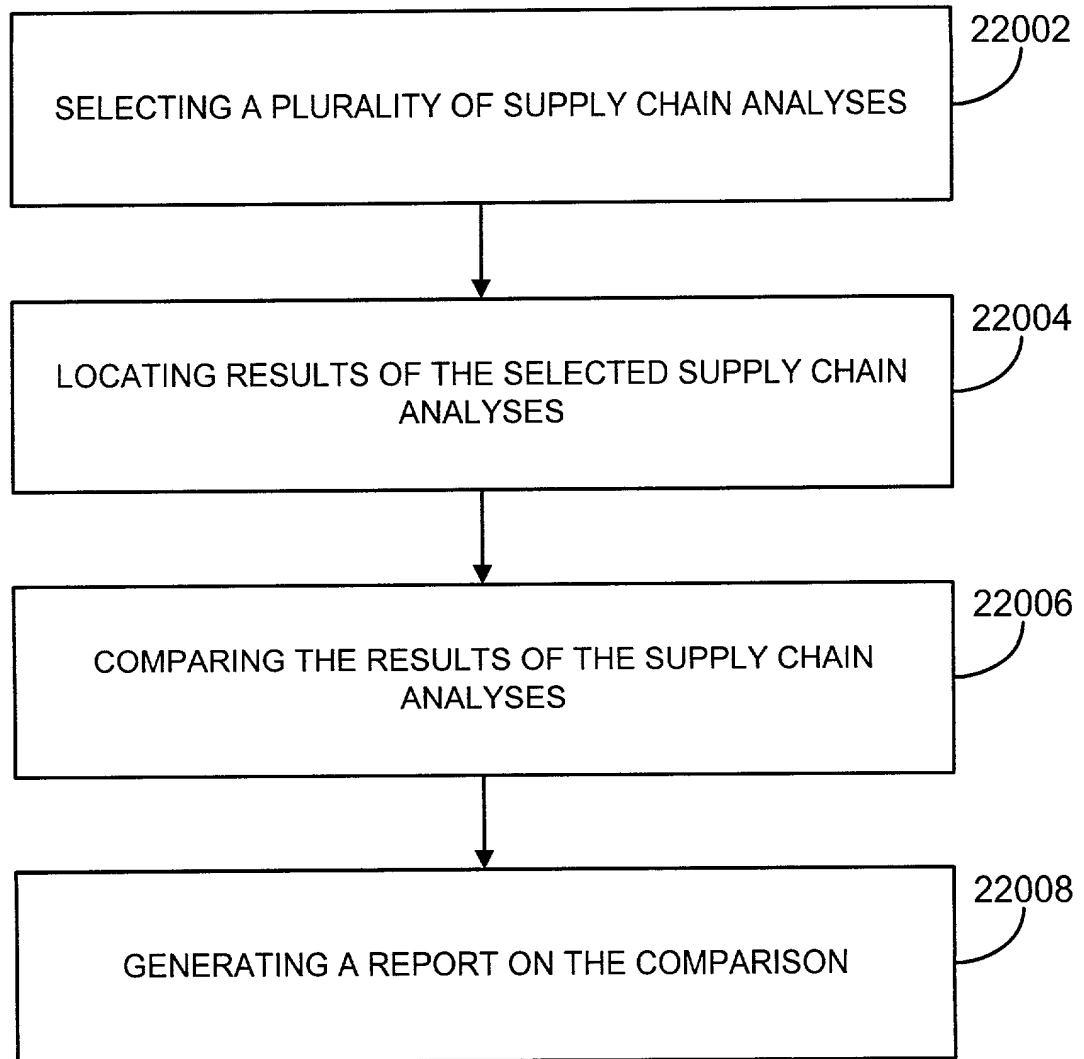 22002
SELECTING A PLURALITY OF SUPPLY CHAIN ANALYSES
22004
LOCATING RESULTS OF THE SELECTED SUPPLY CHAIN
ANALYSES
22006
COMPARING THE RESULTS OF THE SUPPLY CHAIN
ANALYSES
22008
GENERATING A REPORT ON THE COMPARISON